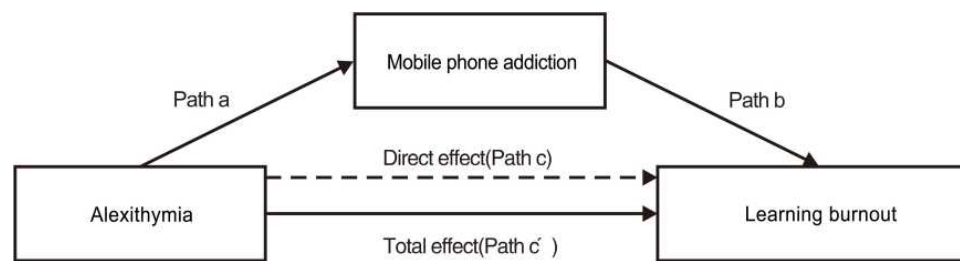 Mobile phone addiction
Path a
Path b
Direct effect(Path c)
Alexithymia
Learning burnout
Total effect(Path c′ )